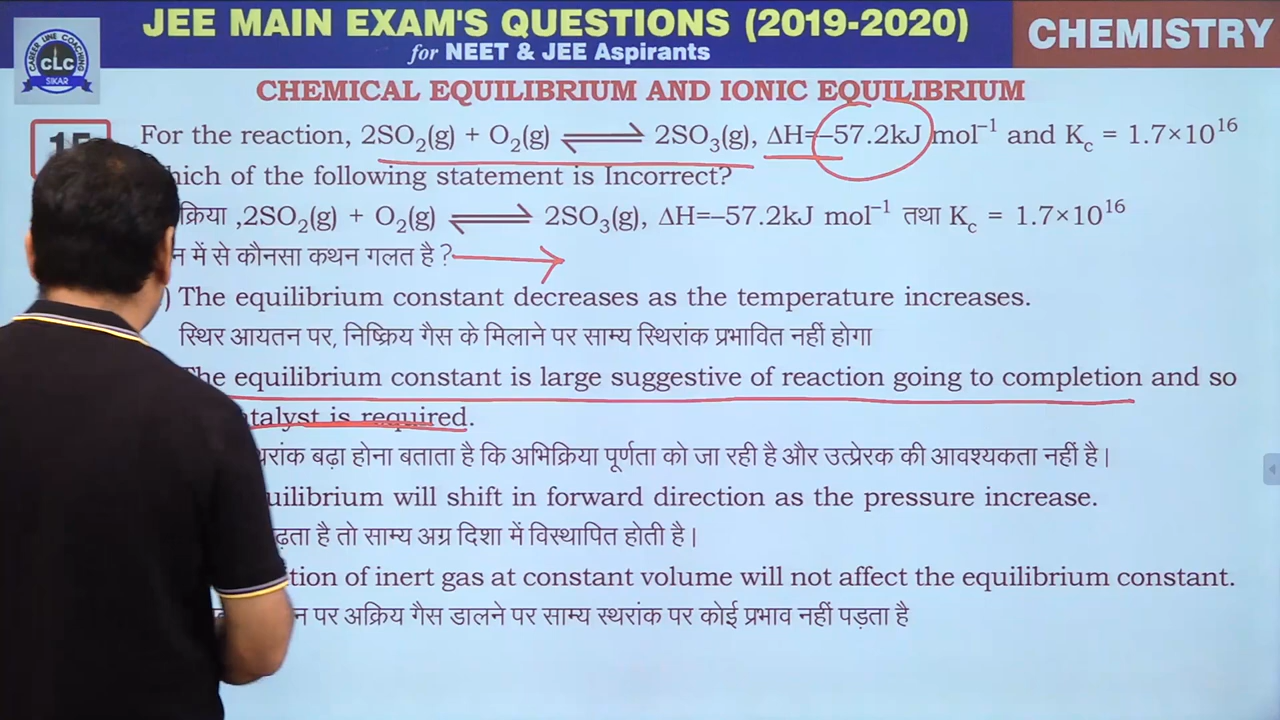 JEE MAIN EXAM'S QUESTIONS (2019-2020)
for NEET & JEE Aspirants
CHEMISTRY
CAREER LINE COACHING
CLC
SIKAR
CHEMICAL EQUILIBRIUM AND IONIC EQUILIBRIUM
For the reaction, 2SO₂(g) + O₂(g) ⇌ 2SO₃(g), ΔH=–57.2kJ mol⁻¹ and K꜀ = 1.7×10¹⁶
hich of the following statement is Incorrect?
क्रिया ,2SO₂(g) + O₂(g) ⇌ 2SO₃(g), ΔH=–57.2kJ mol⁻¹ तथा K꜀ = 1.7×10¹⁶
न में से कौनसा कथन गलत है ?
) The equilibrium constant decreases as the temperature increases.
स्थिर आयतन पर, निष्क्रिय गैस के मिलाने पर साम्य स्थिरांक प्रभावित नहीं होगा
he equilibrium constant is large suggestive of reaction going to completion and so
talyst is required.
थरांक बढ़ा होना बताता है कि अभिक्रिया पूर्णता को जा रही है और उत्प्रेरक की आवश्यकता नहीं है।
uilibrium will shift in forward direction as the pressure increase.
ढ़ता है तो साम्य अग्र दिशा में विस्थापित होती है।
tion of inert gas at constant volume will not affect the equilibrium constant.
न पर अक्रिय गैस डालने पर साम्य स्थरांक पर कोई प्रभाव नहीं पड़ता है